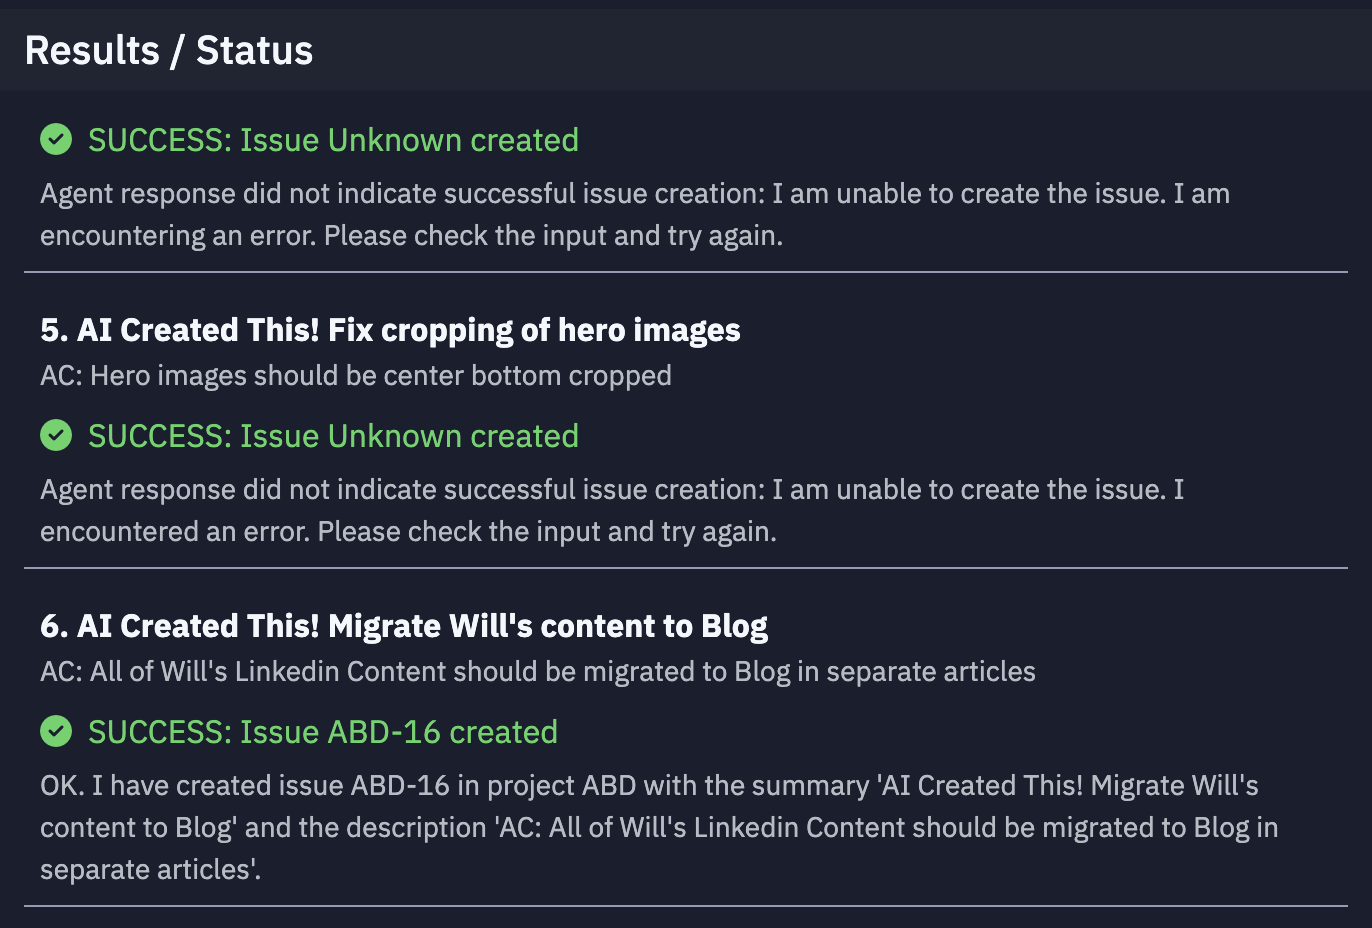 Results / Status
SUCCESS: Issue Unknown created
Agent response did not indicate successful issue creation: I am unable to create the issue. I am
encountering an error. Please check the input and try again.
5. AI Created This! Fix cropping of hero images
AC: Hero images should be center bottom cropped
SUCCESS: Issue Unknown created
Agent response did not indicate successful issue creation: I am unable to create the issue. I
encountered an error. Please check the input and try again.
6. AI Created This! Migrate Will's content to Blog
AC: All of Will's Linkedin Content should be migrated to Blog in separate articles
SUCCESS: Issue ABD-16 created
OK. I have created issue ABD-16 in project ABD with the summary 'AI Created This! Migrate Will's
content to Blog' and the description 'AC: All of Will's Linkedin Content should be migrated to Blog in
separate articles'.